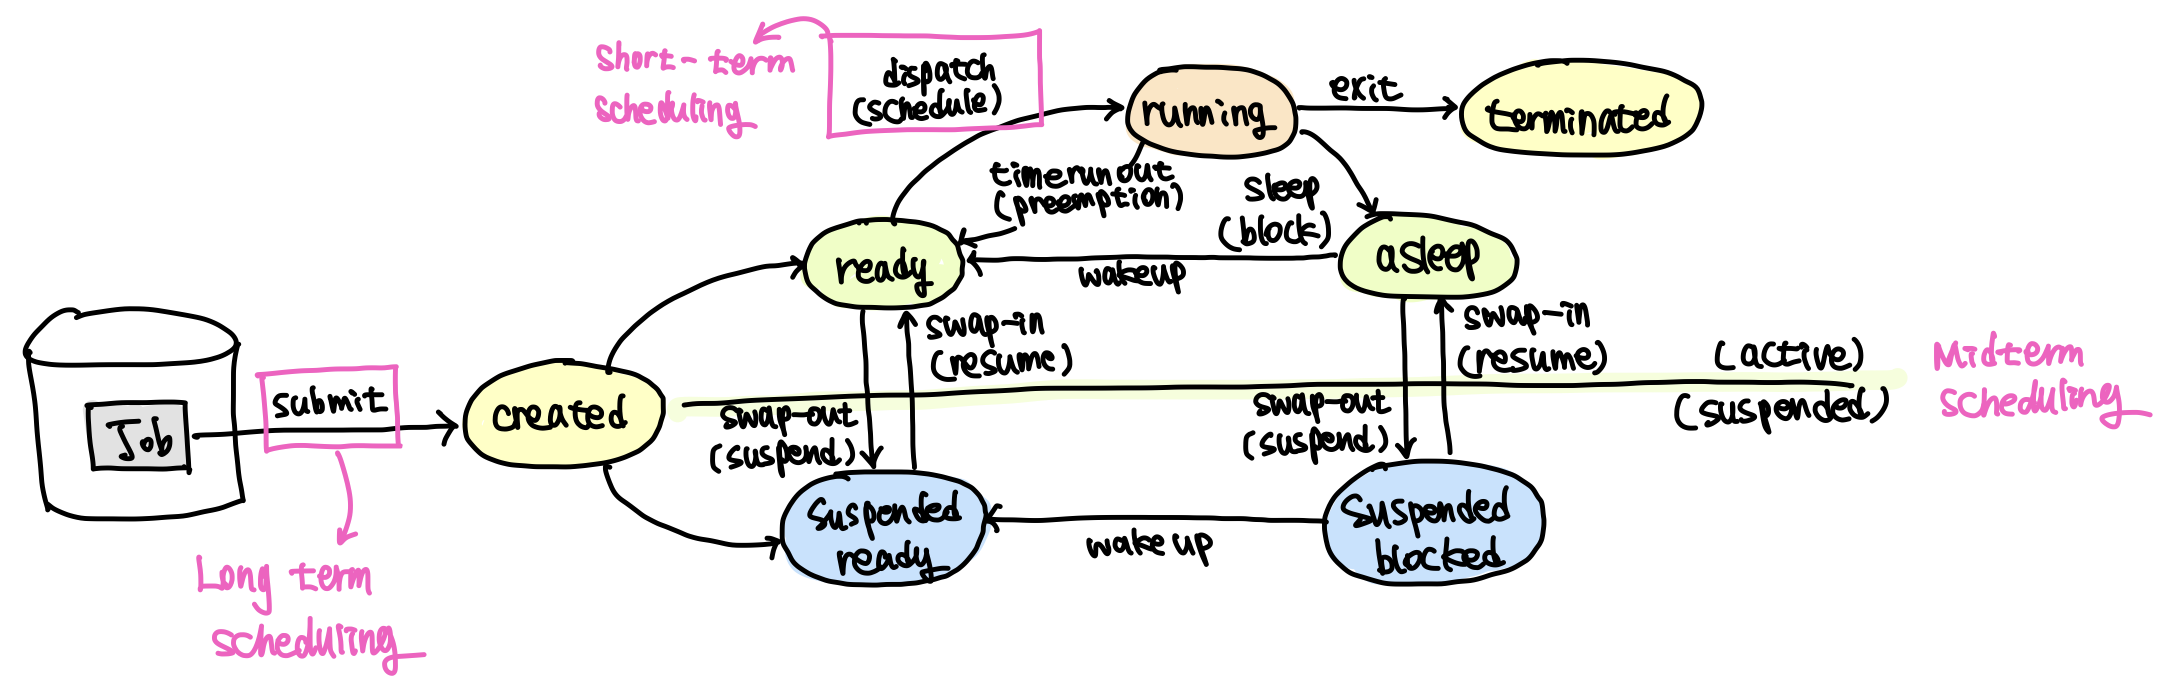 short-term
scheduling
dispatch
(schedule)
running
exit
terminated
timerunout
(preemption)
sleep
(block)
ready
wakeup
asleep
swap-in
(resume)
swap-in
(resume)
(active)
Midterm
scheduling
Job
submit
created
swap-out
(suspend)
swap-out
(suspend)
(suspended)
suspended
ready
wake up
suspended
blocked
Long term
scheduling